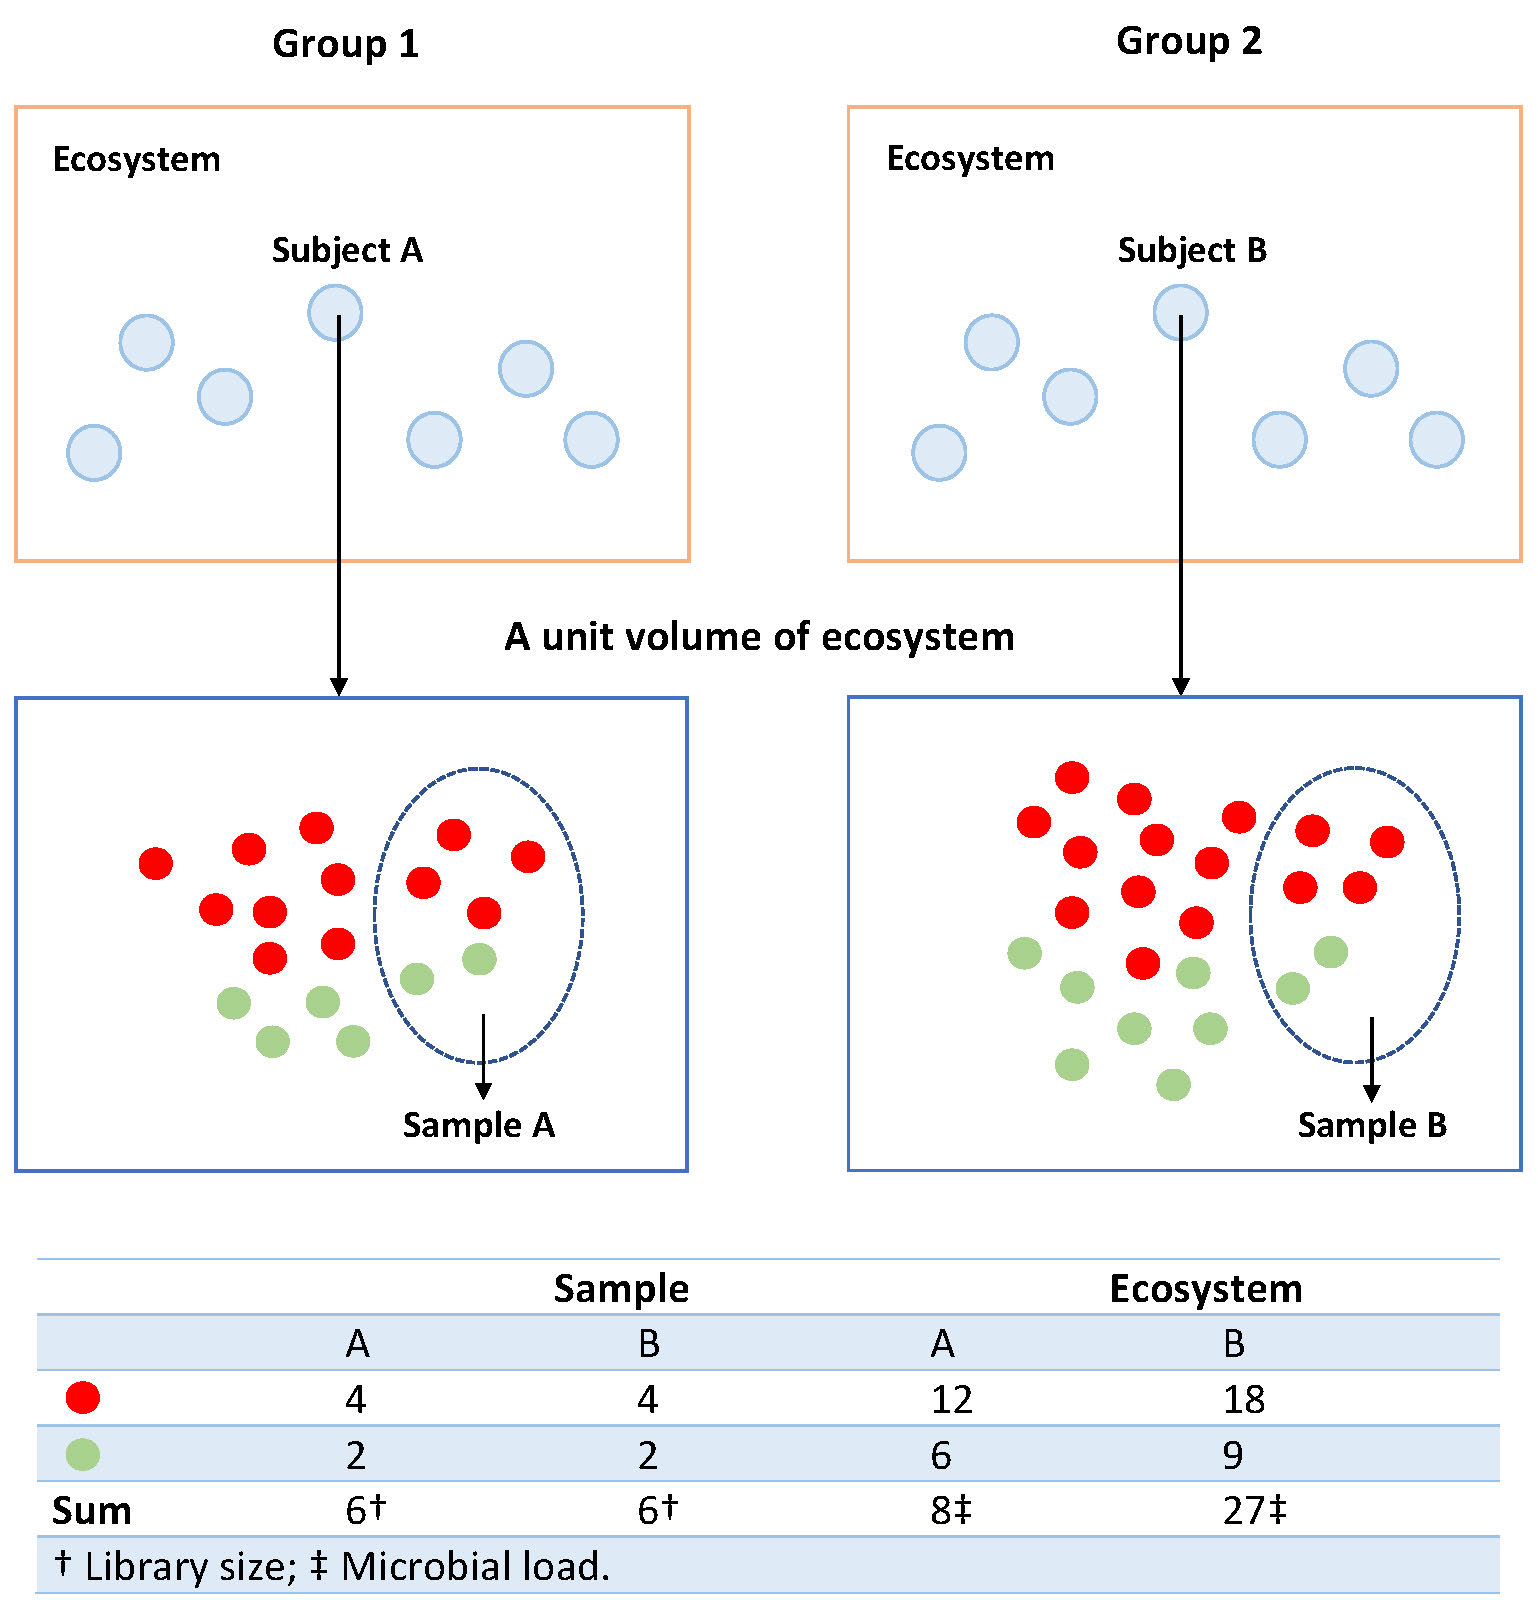 Group 1
Group 2
Ecosystem
Ecosystem
Subject A
Subject B
A unit volume of ecosystem
Sample A
Sample B
Sample Ecosystem
A B A B
4 4 12 18
2 2 6 9
Sum 6† 6† 8‡ 27‡
† Library size; ‡ Microbial load.